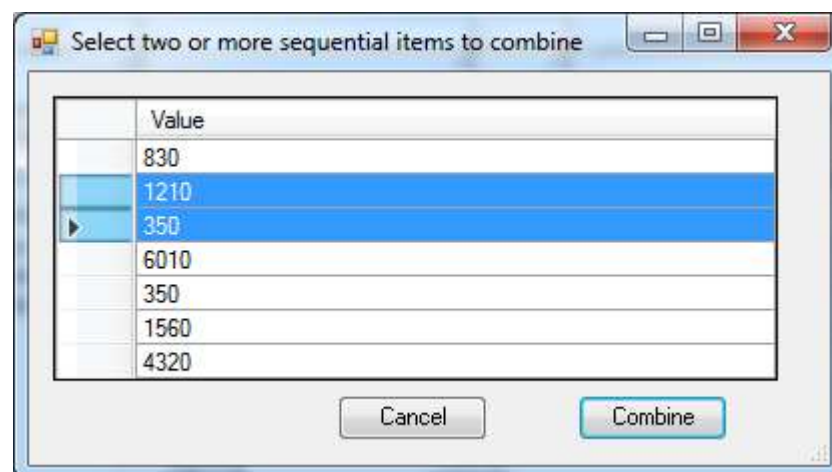 Select two or more sequential items to combine
Value
830
1210
350
6010
350
1560
4320
Cancel Combine